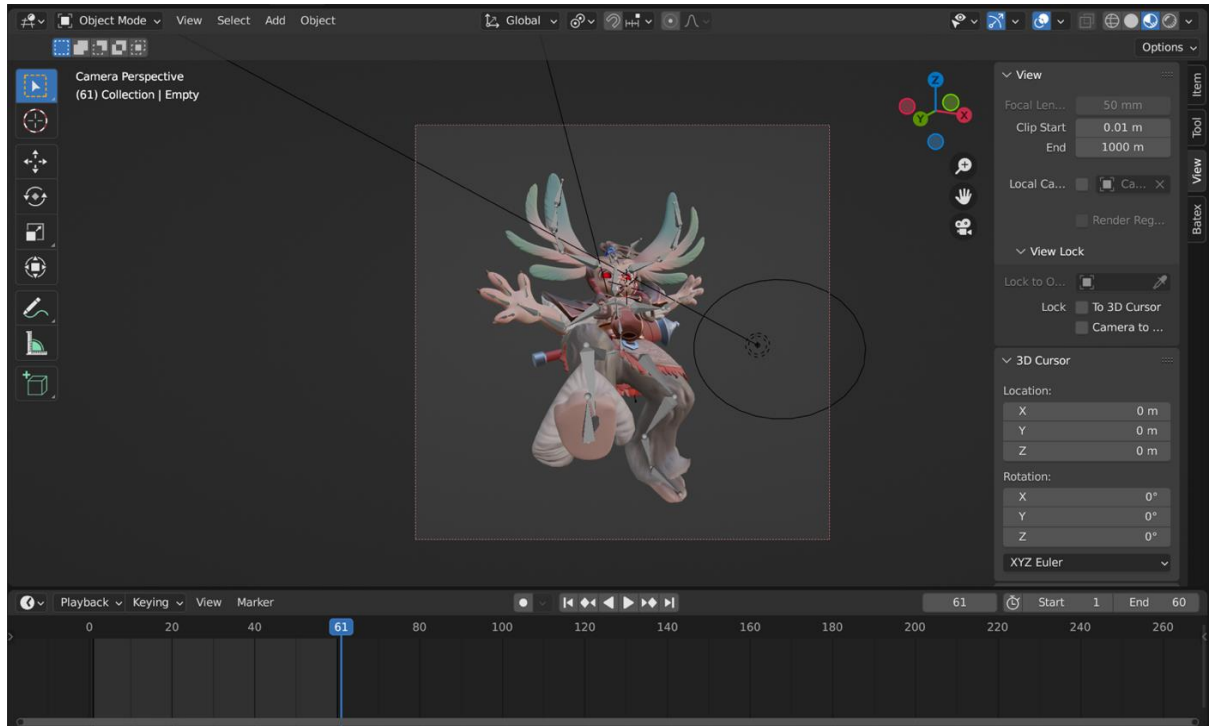 Object Mode View Select Add Object Global
Options
Camera Perspective
(61) Collection | Empty
Z
X
Y
View
Focal Len... 50 mm
Clip Start 0.01 m
End 1000 m
Local Ca... Ca...
Render Reg...
View Lock
Lock to O...
Lock To 3D Cursor
Camera to ...
3D Cursor
Location:
X 0 m
Y 0 m
Z 0 m
Rotation:
X 0°
Y 0°
Z 0°
XYZ Euler
Item
Tool
View
Batex
Playback Keying View Marker 61 Start 1 End 60
0 20 40 61 80 100 120 140 160 180 200 220 240 260